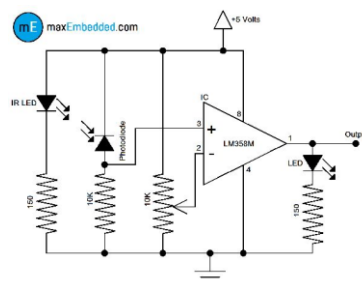 mE maxEmbedded.com
+5 Volts
IR LED
Photodiode
IC
8
3
+
LM358M
1
Outp
2
-
LED
4
150
10K
10K
150